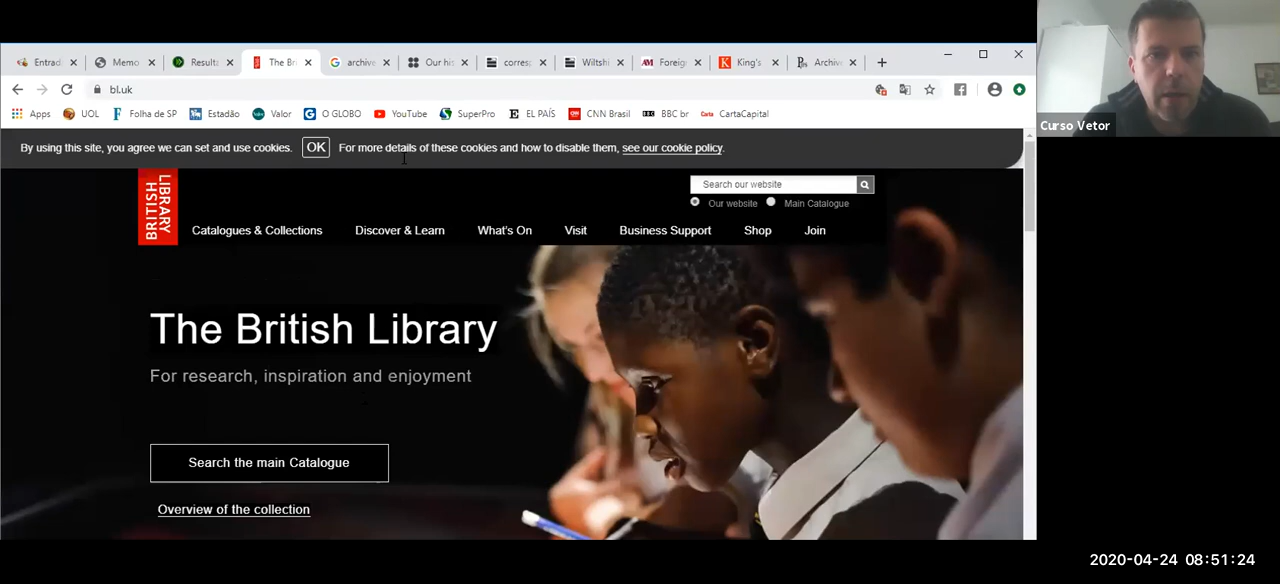 Entrad
Memo
Result
The Bri
archive
Our his
corresp
Wiltshi
Foreig
King's
Archive
bl.uk
Apps
UOL
Folha de SP
Estadão
Valor
O GLOBO
YouTube
SuperPro
EL PAÍS
CNN Brasil
BBC br
CartaCapital
By using this site, you agree we can set and use cookies. OK For more details of these cookies and how to disable them, see our cookie policy.
LIBRARY
BRITISH
Search our website
Our website Main Catalogue
Catalogues & Collections Discover & Learn What's On Visit Business Support Shop Join
The British Library
For research, inspiration and enjoyment
Search the main Catalogue
Overview of the collection
Curso Vetor
2020-04-24 08:51:24